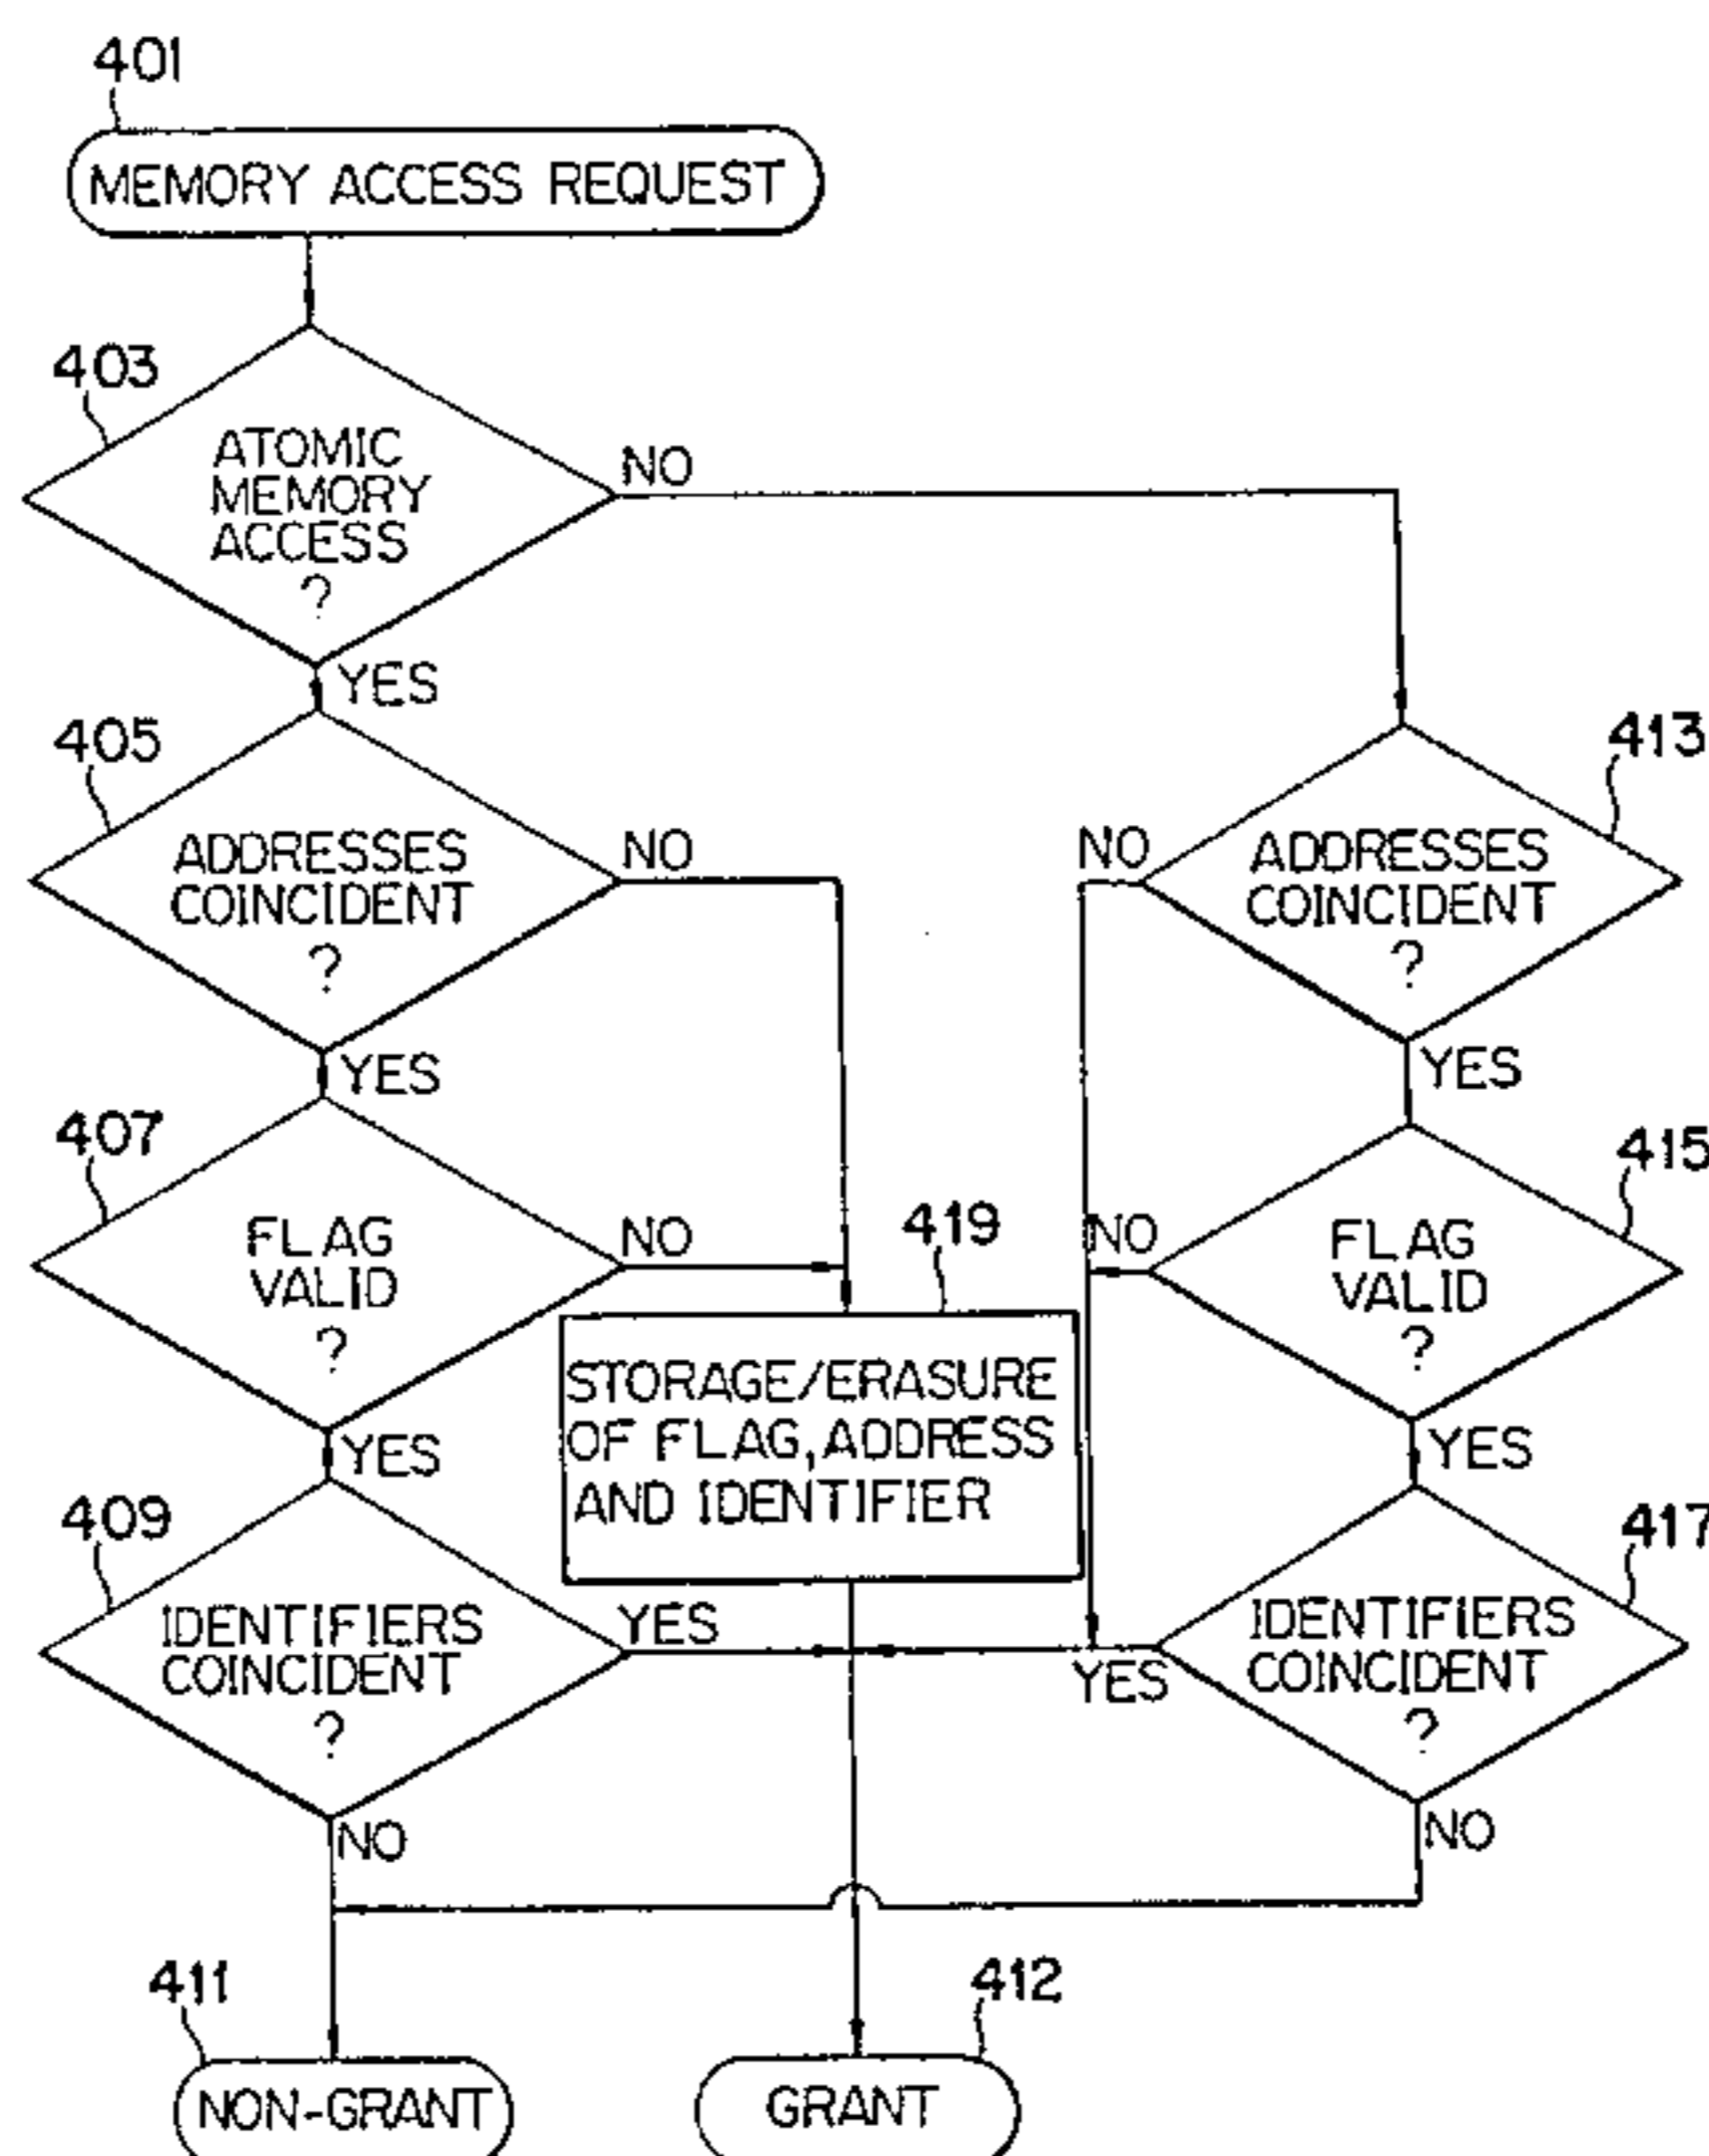 401
MEMORY ACCESS REQUEST
403
ATOMIC
MEMORY
ACCESS
?
NO
YES
405
ADDRESSES
COINCIDENT
?
NO
YES
413
NO
ADDRESSES
COINCIDENT
?
YES
407
FLAG
VALID
?
NO
YES
419
STORAGE/ERASURE
OF FLAG, ADDRESS
AND IDENTIFIER
415
NO
FLAG
VALID
?
YES
409
IDENTIFIERS
COINCIDENT
?
YES
NO
417
YES
IDENTIFIERS
COINCIDENT
?
NO
411
NON-GRANT
412
GRANT